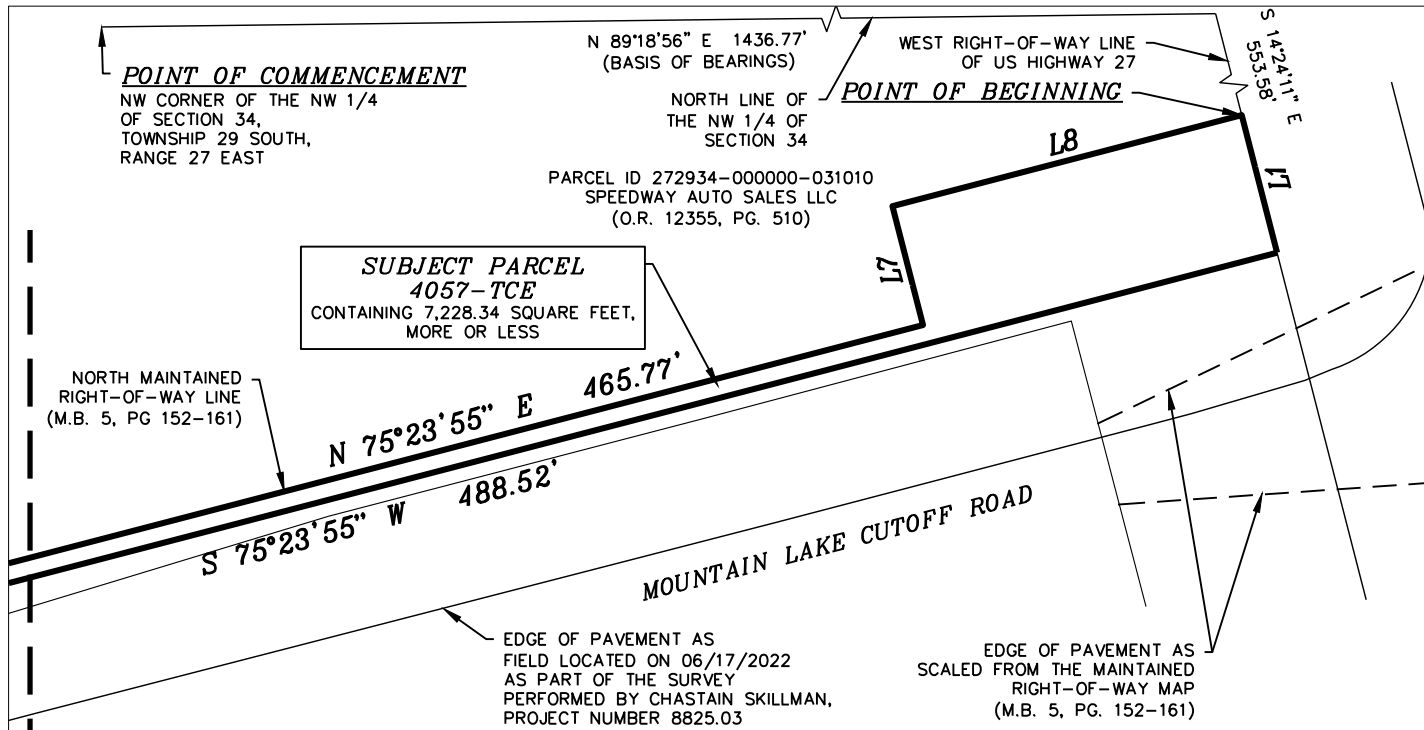 POINT OF COMMENCEMENT
NW CORNER OF THE NW 1/4
OF SECTION 34,
TOWNSHIP 29 SOUTH,
RANGE 27 EAST
N 89°18'56" E 1436.77'
(BASIS OF BEARINGS)
NORTH LINE OF
THE NW 1/4 OF
SECTION 34
WEST RIGHT-OF-WAY LINE
OF US HIGHWAY 27
POINT OF BEGINNING
S 14°24'11" E
553.58'
PARCEL ID 272934-000000-031010
SPEEDWAY AUTO SALES LLC
(O.R. 12355, PG. 510)
L8
L1
L7
SUBJECT PARCEL
4057-TCE
CONTAINING 7,228.34 SQUARE FEET,
MORE OR LESS
NORTH MAINTAINED
RIGHT-OF-WAY LINE
(M.B. 5, PG 152-161)
N 75°23'55" E 465.77'
S 75°23'55" W 488.52'
MOUNTAIN LAKE CUTOFF ROAD
EDGE OF PAVEMENT AS
FIELD LOCATED ON 06/17/2022
AS PART OF THE SURVEY
PERFORMED BY CHASTAIN SKILLMAN,
PROJECT NUMBER 8825.03
EDGE OF PAVEMENT AS
SCALED FROM THE MAINTAINED
RIGHT-OF-WAY MAP
(M.B. 5, PG. 152-161)